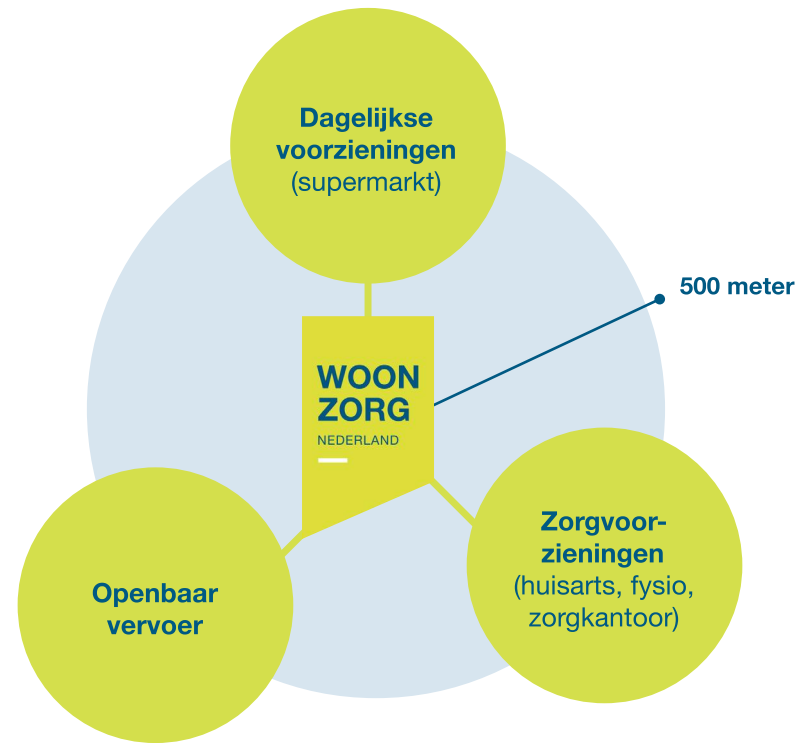 Dagelijkse
voorzieningen
(supermarkt)
500 meter
WOON
ZORG
NEDERLAND
Zorgvoor-
zieningen
(huisarts, fysio,
zorgkantoor)
Openbaar
vervoer